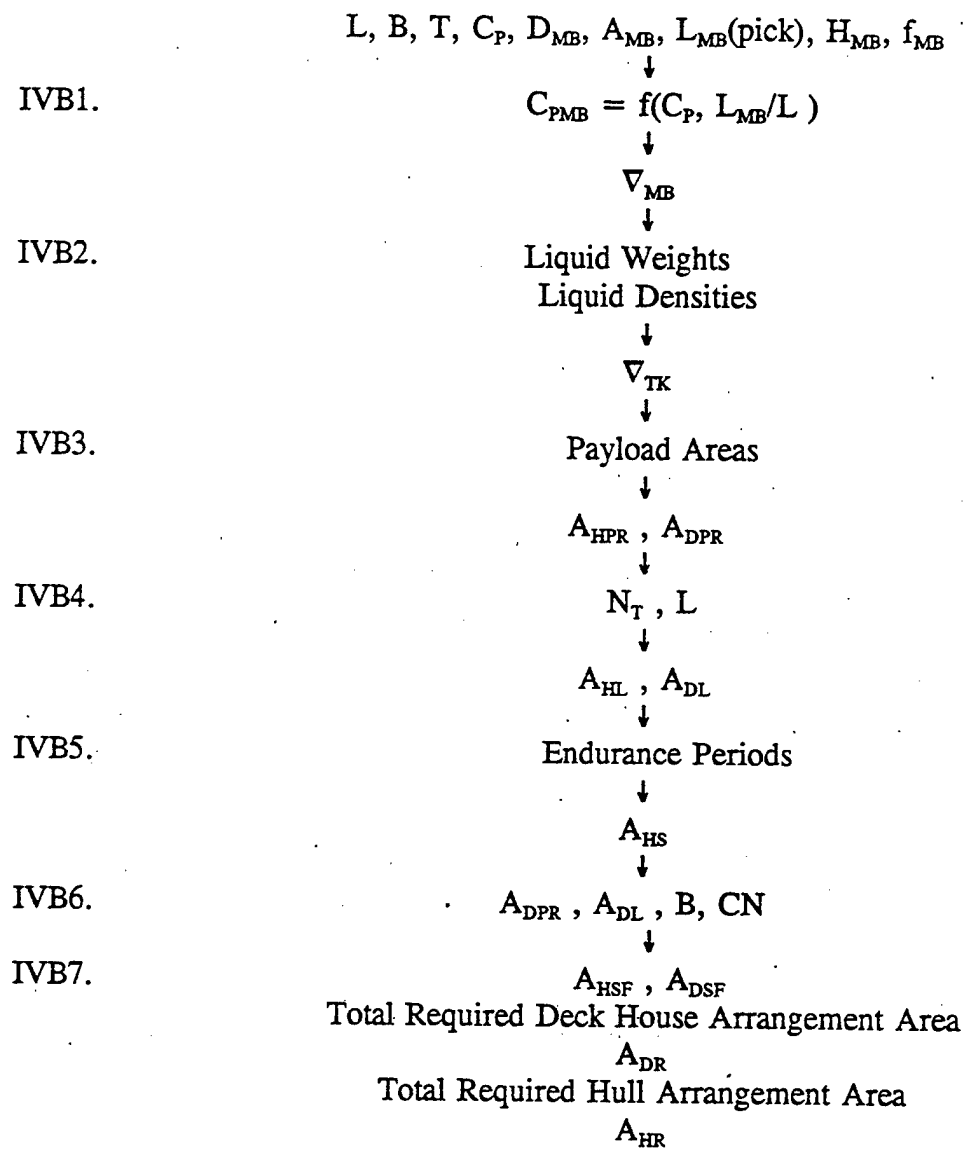 L, B, T, C_P, D_MB, A_MB, L_MB(pick), H_MB, f_MB
↓
IVB1. C_PMB = f(C_P, L_MB/L )
↓
∇_MB
↓
IVB2. Liquid Weights
Liquid Densities
↓
∇_TK
↓
IVB3. Payload Areas
↓
A_HPR , A_DPR
↓
IVB4. N_T , L
↓
A_HL , A_DL
↓
IVB5. Endurance Periods
↓
A_HS
↓
IVB6. A_DPR , A_DL , B, CN
↓
IVB7. A_HSF , A_DSF
Total Required Deck House Arrangement Area
A_DR
Total Required Hull Arrangement Area
A_HR